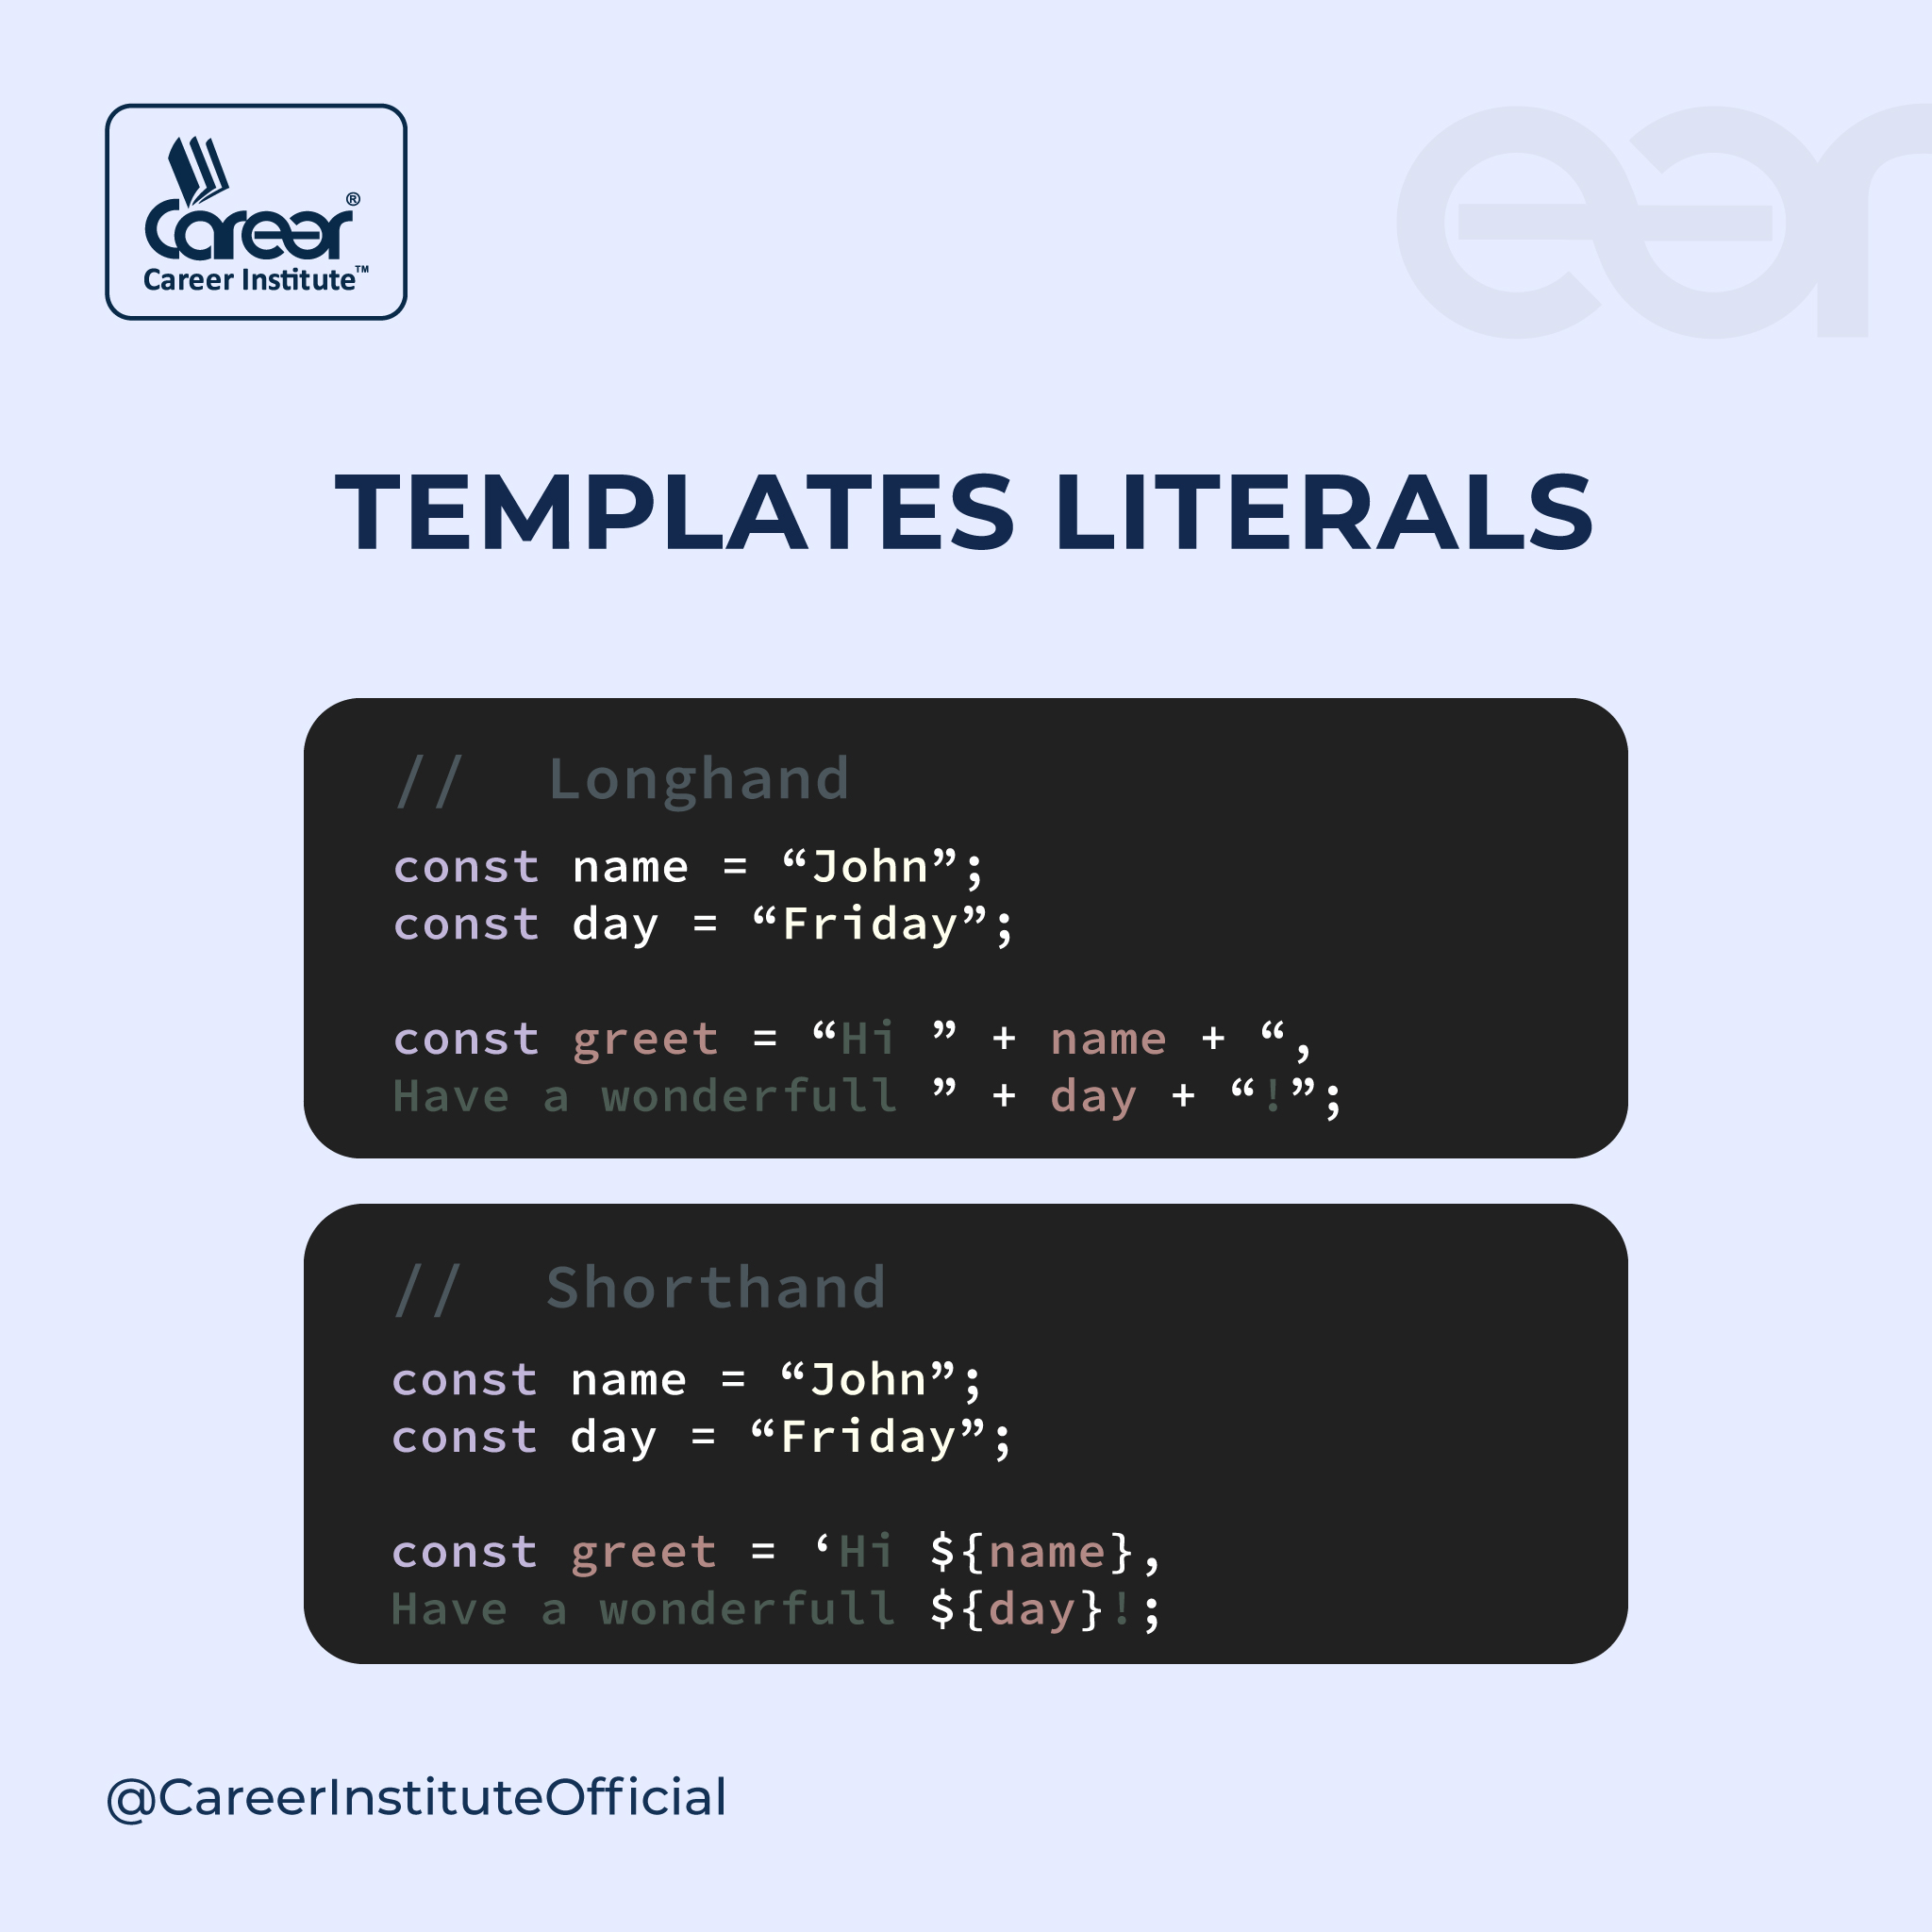 Career®
Career Institute™
ear
TEMPLATES LITERALS
// Longhand
const name = “John”;
const day = “Friday”;
const greet = “Hi ” + name + “,
Have a wonderfull ” + day + “!”;
// Shorthand
const name = “John”;
const day = “Friday”;
const greet = ‘Hi ${name},
Have a wonderfull ${day}!;
@CareerInstituteOfficial